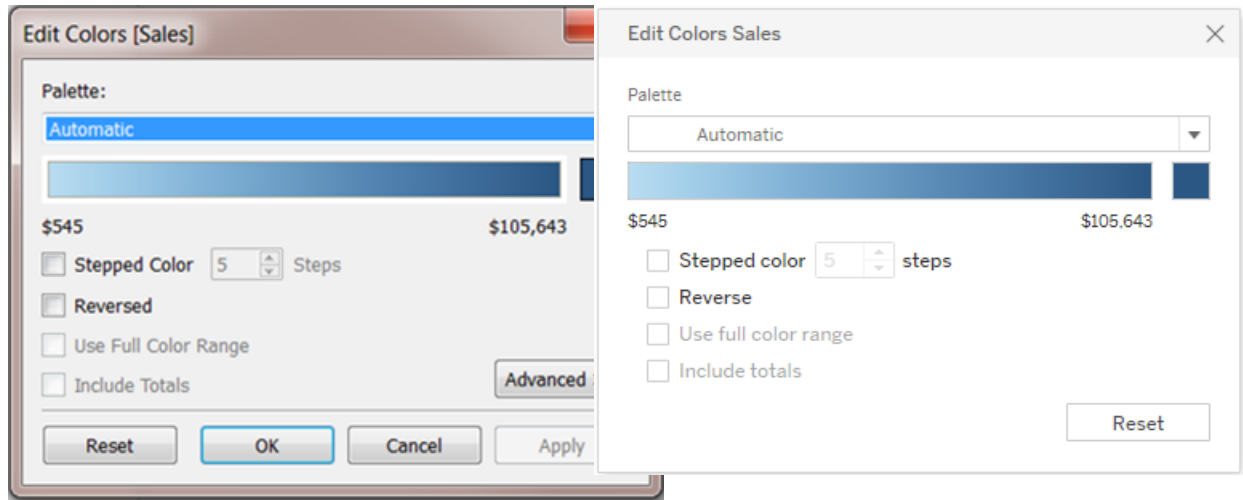 Edit Colors [Sales]
Palette:
Automatic
$545 $105,643
Stepped Color 5 Steps
Reversed
Use Full Color Range
Include Totals
Advanced
Reset OK Cancel Apply
Edit Colors Sales
Palette
Automatic
$545 $105,643
Stepped color 5 steps
Reverse
Use full color range
Include totals
Reset